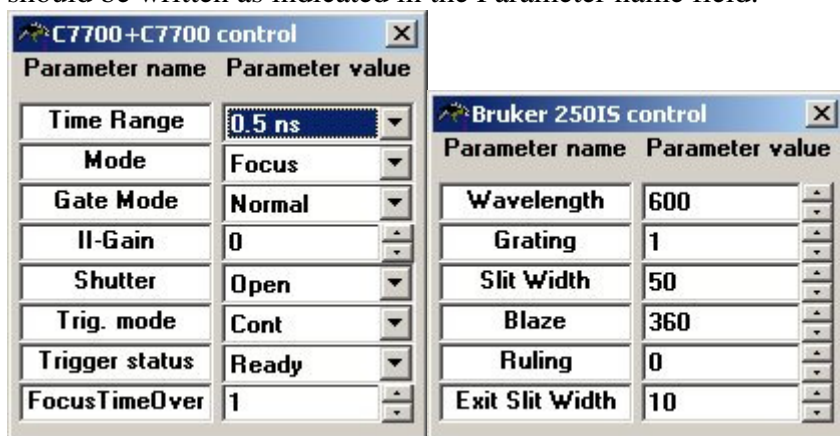 should be written as indicated in the Parameter name field.
C7700+C7700 control
Parameter name Parameter value
Time Range 0.5 ns
Mode Focus
Gate Mode Normal
II-Gain 0
Shutter Open
Trig. mode Cont
Trigger status Ready
FocusTimeOver 1
Bruker 250IS control
Parameter name Parameter value
Wavelength 600
Grating 1
Slit Width 50
Blaze 360
Ruling 0
Exit Slit Width 10